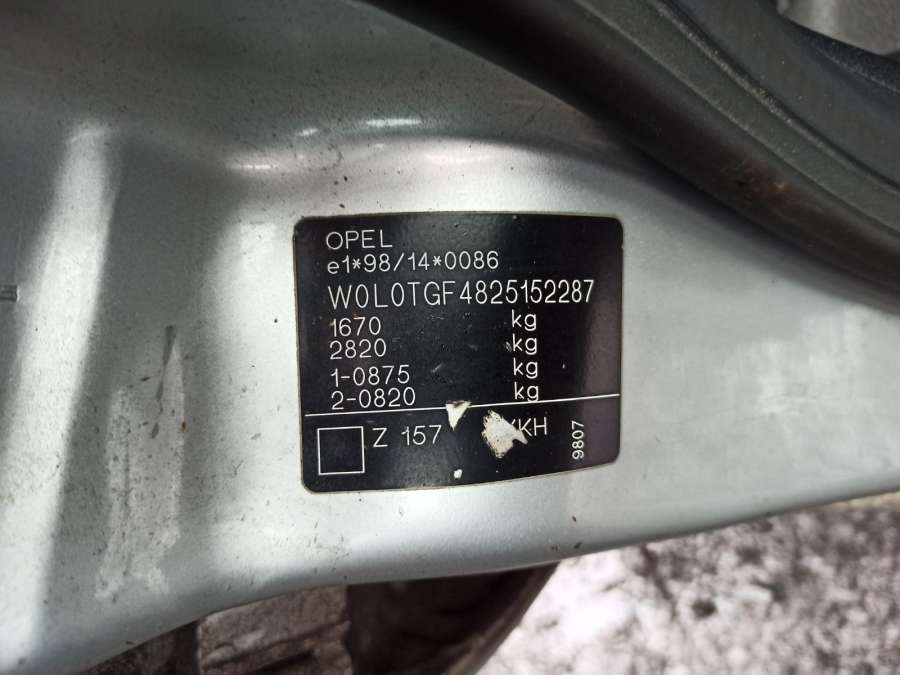 OPEL
e1*98/14*0086
W0L0TGF4825152287
1670 kg
2820 kg
1-0875 kg
2-0820 kg
Z 157
9807